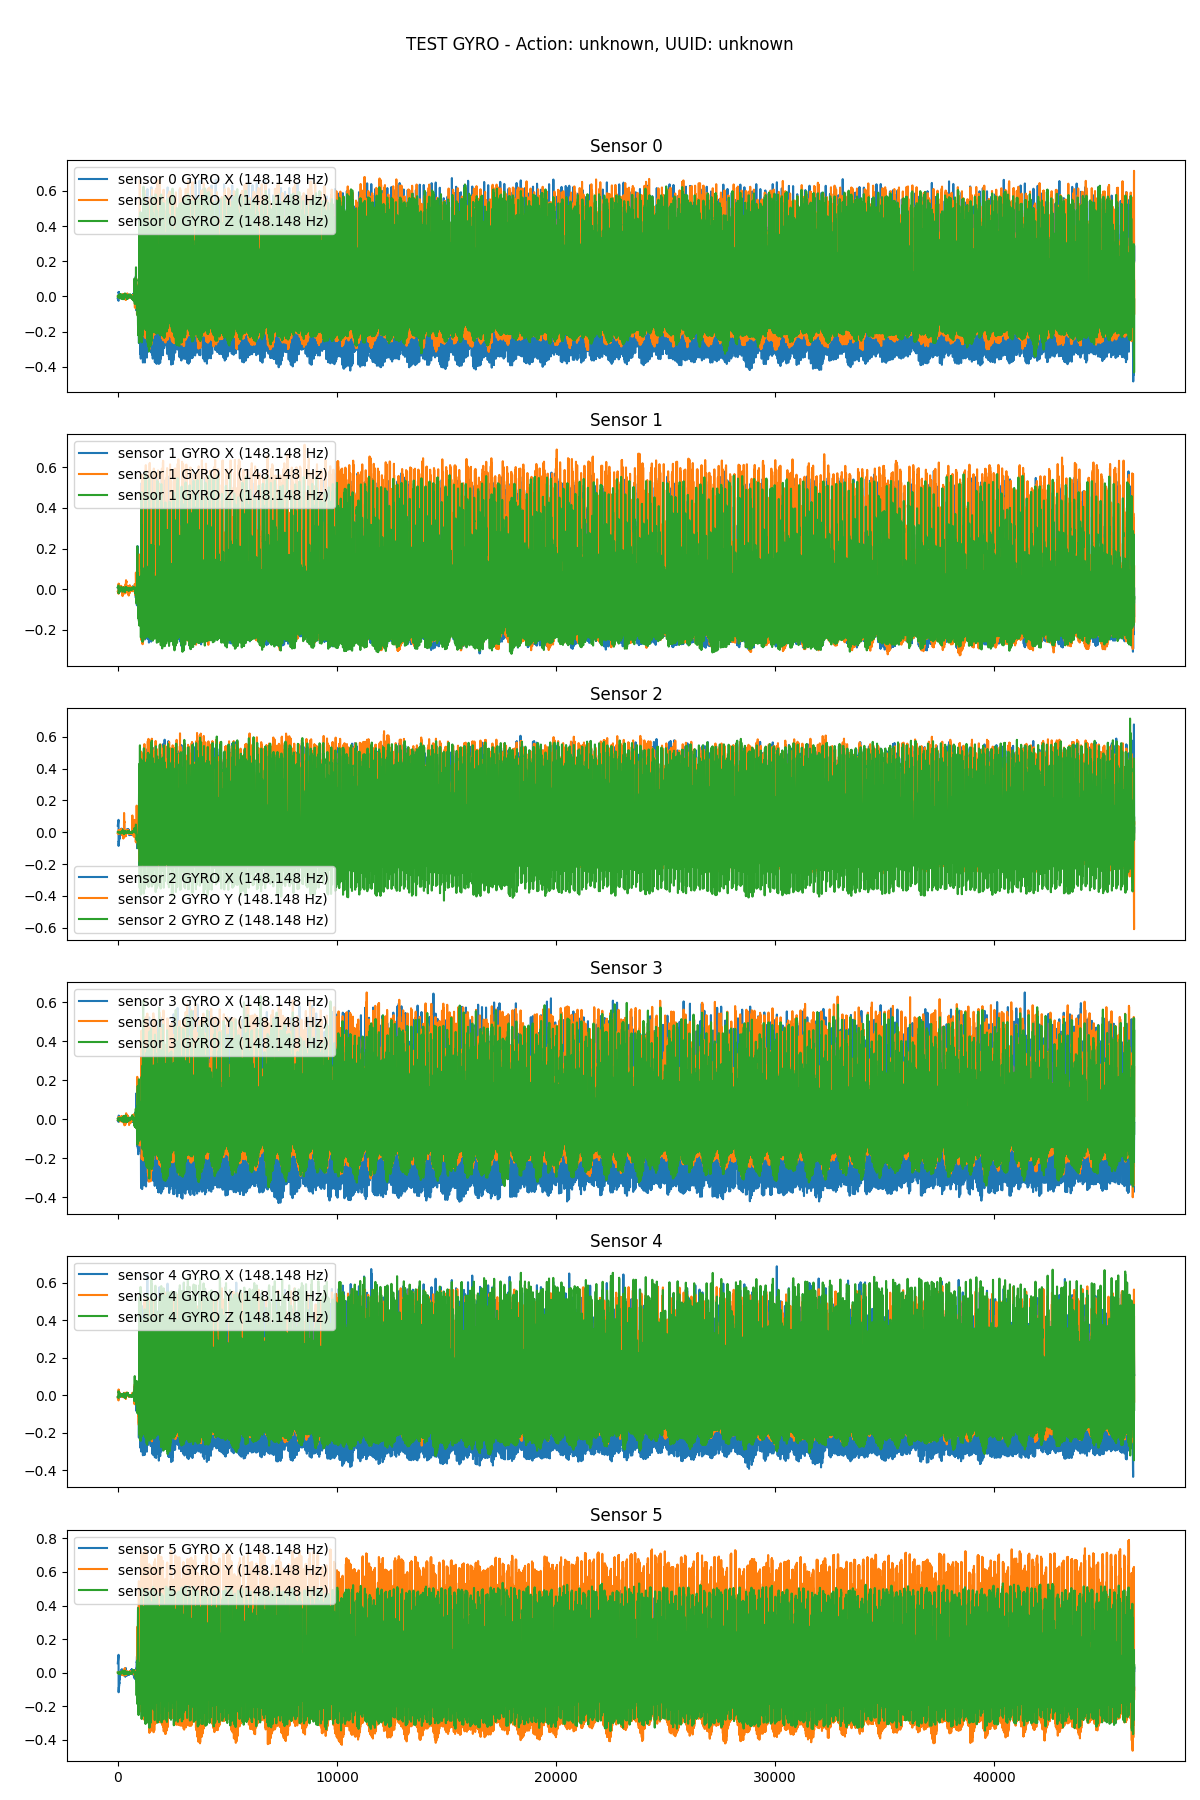 TEST GYRO - Action: unknown, UUID: unknown
Sensor 0
sensor 0 GYRO X (148.148 Hz)
sensor 0 GYRO Y (148.148 Hz)
sensor 0 GYRO Z (148.148 Hz)
0.6
0.4
0.2
0.0
−0.2
−0.4
Sensor 1
sensor 1 GYRO X (148.148 Hz)
sensor 1 GYRO Y (148.148 Hz)
sensor 1 GYRO Z (148.148 Hz)
0.6
0.4
0.2
0.0
−0.2
Sensor 2
0.6
0.4
0.2
0.0
−0.2
−0.4
−0.6
sensor 2 GYRO X (148.148 Hz)
sensor 2 GYRO Y (148.148 Hz)
sensor 2 GYRO Z (148.148 Hz)
Sensor 3
sensor 3 GYRO X (148.148 Hz)
sensor 3 GYRO Y (148.148 Hz)
sensor 3 GYRO Z (148.148 Hz)
0.6
0.4
0.2
0.0
−0.2
−0.4
Sensor 4
sensor 4 GYRO X (148.148 Hz)
sensor 4 GYRO Y (148.148 Hz)
sensor 4 GYRO Z (148.148 Hz)
0.6
0.4
0.2
0.0
−0.2
−0.4
Sensor 5
sensor 5 GYRO X (148.148 Hz)
sensor 5 GYRO Y (148.148 Hz)
sensor 5 GYRO Z (148.148 Hz)
0.8
0.6
0.4
0.2
0.0
−0.2
−0.4
0 10000 20000 30000 40000